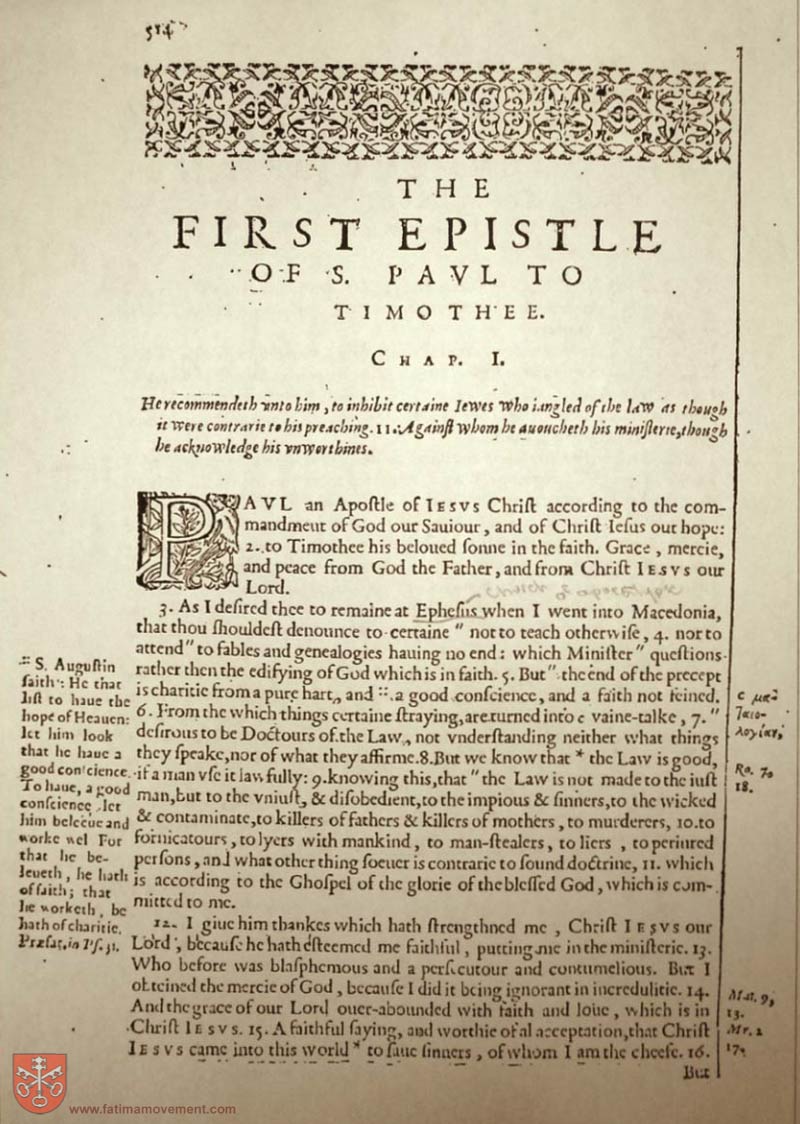 514
THE
FIRST EPISTLE
OF S. PAVL TO
TIMOTHEE.
CHAP. I.
He recommendeth vnto him, to inhibit certaine Iewes who iangled of the law as though
it were contrarie to his preaching. 11. Against whom he auoucheth his ministerie, though
he acknowledge his vnworthines.
PAVL an Apostle of IESVS Christ according to the com-
mandment of God our Sauiour, and of Christ Iesus our hope:
2. to Timothee his beloued sonne in the faith. Grace, mercie,
and peace from God the Father, and from Christ IESVS our
Lord.
3. As I desired thee to remaine at Ephesus when I went into Macedonia,
that thou shouldest denounce to certaine " not to teach otherwise, 4. nor to
attend " to fables and genealogies hauing no end: which Minister " questions
rather then the edifying of God which is in faith. 5. But " the end of the precept
is charitie from a pure hart, and :: a good conscience, and a faith not feined.
6. From the which things certaine straying, are turned into c vaine-talke, 7. "
desirous to be Doctours of the Law, not vnderstanding neither what things
they speake, nor of what they affirme. 8. But we know that * the Law is good,
if a man vse it lawfully: 9. knowing this, that " the Law is not made to the iust
man, but to the vniust, & disobedient, to the impious & sinners, to the wicked
& contaminate, to killers of fathers & killers of mothers, to murderers, 10. to
fornicatours, to lyers with mankind, to man-stealers, to liers, to periured
persons, and what other thing soeuer is contrarie to sound doctrine, 11. which
is according to the Ghospel of the glorie of the blessed God, which is com-
mitted to me.
12. I giue him thankes which hath strengthned me, Christ IESVS our
Lord, because he hath esteemed me faithful, putting me in the ministerie. 13.
Who before was blasphemous and a persecutour and contumelious. But I
obteined the mercie of God, because I did it being ignorant in incredulitie. 14.
And the grace of our Lord ouer-abounded with faith and loue, which is in
Christ IESVS. 15. A faithful saying, and worthie of al acceptation, that Christ
IESVS came into this world * to saue sinners, of whom I am the cheefe. 16.
But
:: S. Augustin
saith: He that
list to haue the
hope of Heauen:
let him look
that he haue a
good conscience.
To haue, a good
conscience let
him beleeue and
worke wel For
that he be-
leueth, he hath
of faith; that
he worketh, he
hath of charitie.
Præfat. in Ps. 31.
c μα-
ταιο-
λογίαν,
Ro. 7.
18.
Mat. 9,
13.
Mr. 2
17.
www.fatimamovement.com